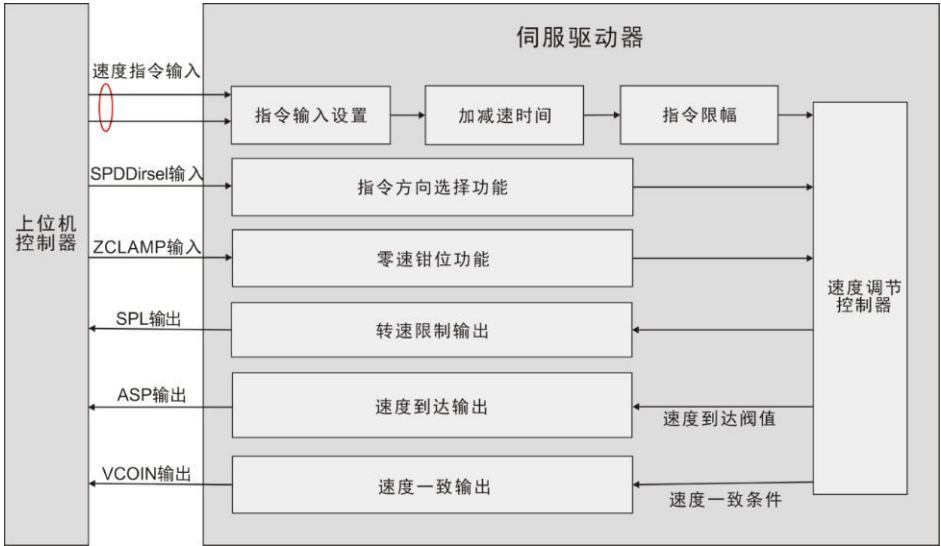 伺服驱动器
速度指令输入
指令输入设置
加减速时间
指令限幅
SPDDirsel输入
指令方向选择功能
上位机
控制器
ZCLAMP输入
零速钳位功能
速度调节
控制器
SPL输出
转速限制输出
ASP输出
速度到达输出
速度到达阀值
VCOIN输出
速度一致输出
速度一致条件